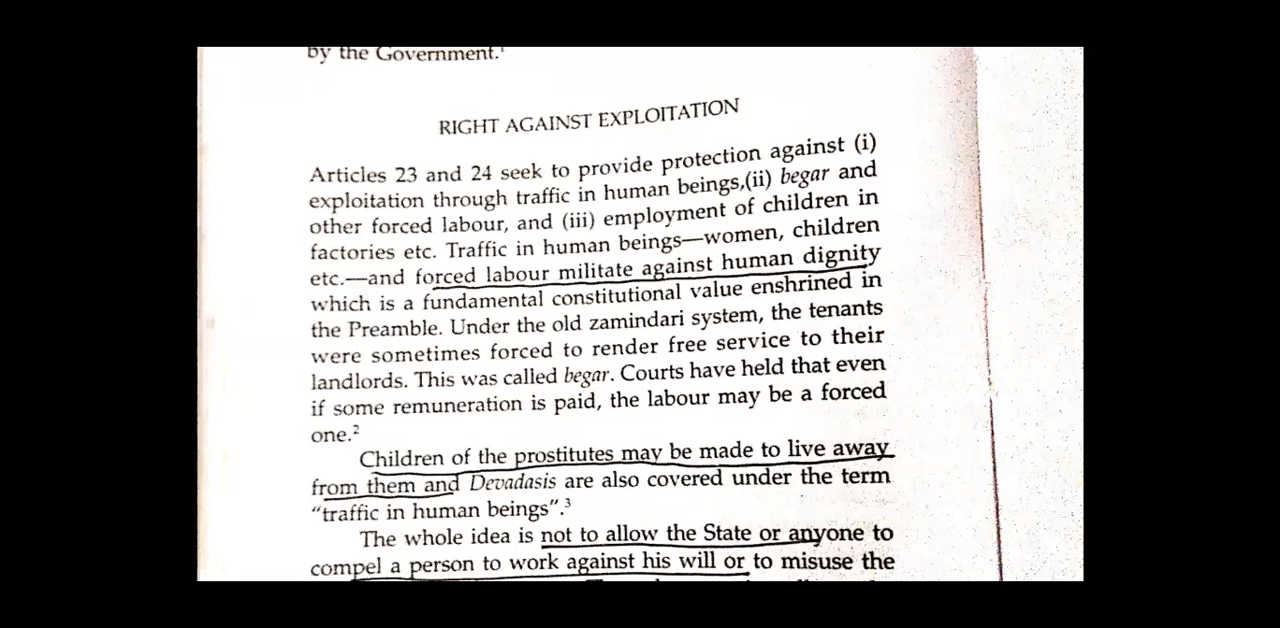 by the Government.¹
RIGHT AGAINST EXPLOITATION
Articles 23 and 24 seek to provide protection against (i)
exploitation through traffic in human beings,(ii) begar and
other forced labour, and (iii) employment of children in
factories etc. Traffic in human beings—women, children
etc.—and forced labour militate against human dignity
which is a fundamental constitutional value enshrined in
the Preamble. Under the old zamindari system, the tenants
were sometimes forced to render free service to their
landlords. This was called begar. Courts have held that even
if some remuneration is paid, the labour may be a forced
one.²
Children of the prostitutes may be made to live away
from them and Devadasis are also covered under the term
“traffic in human beings”.³
The whole idea is not to allow the State or anyone to
compel a person to work against his will or to misuse the